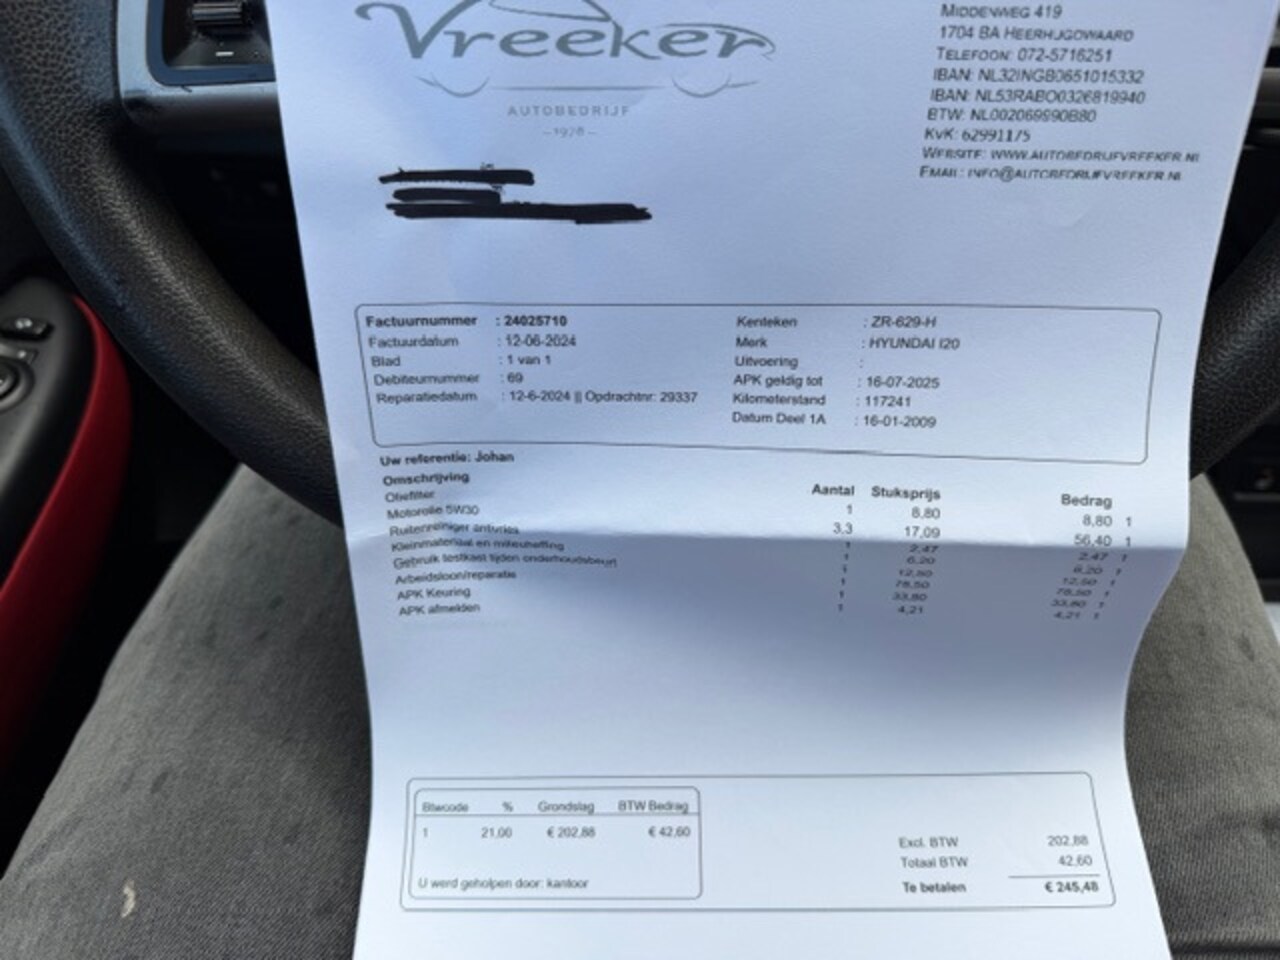 Vreeker
AUTOBEDRIJF
–1978–
MIDDENWEG 419
1704 BA HEERHUGOWAARD
TELEFOON: 072-5716251
IBAN: NL32INGB0651015332
IBAN: NL53RABO0326819940
BTW: NL002069990B80
KVK: 62991175
WEBSITE: WWW.AUTOBEDRIJFVREEKER.NL
EMAIL: INFO@AUTOBEDRIJFVREEKER.NL
Factuurnummer : 24025710
Factuurdatum : 12-06-2024
Blad : 1 van 1
Debiteurnummer : 69
Reparatiedatum : 12-6-2024 || Opdrachtnr: 29337
Kenteken : ZR-629-H
Merk : HYUNDAI I20
Uitvoering :
APK geldig tot : 16-07-2025
Kilometerstand : 117241
Datum Deel 1A : 16-01-2009
Uw referentie: Johan
Omschrijving Aantal Stuksprijs Bedrag
Oliefilter 1 8,80 8,80 1
Motorolie 5W30 3,3 17,09 56,40 1
Ruitenreiniger antivries 1 2,47 2,47 1
Kleinmateriaal en milieuheffing 1 6,20 6,20 1
Gebruik testkast tijden onderhoudsbeurt 1 12,50 12,50 1
Arbeidsloon/reparatie 1 78,50 78,50 1
APK Keuring 1 33,80 33,80 1
APK afmelden 1 4,21 4,21 1
Btwcode % Grondslag BTW Bedrag
1 21,00 € 202,88 € 42,60
U werd geholpen door: kantoor
Excl. BTW 202,88
Totaal BTW 42,60
Te betalen € 245,48